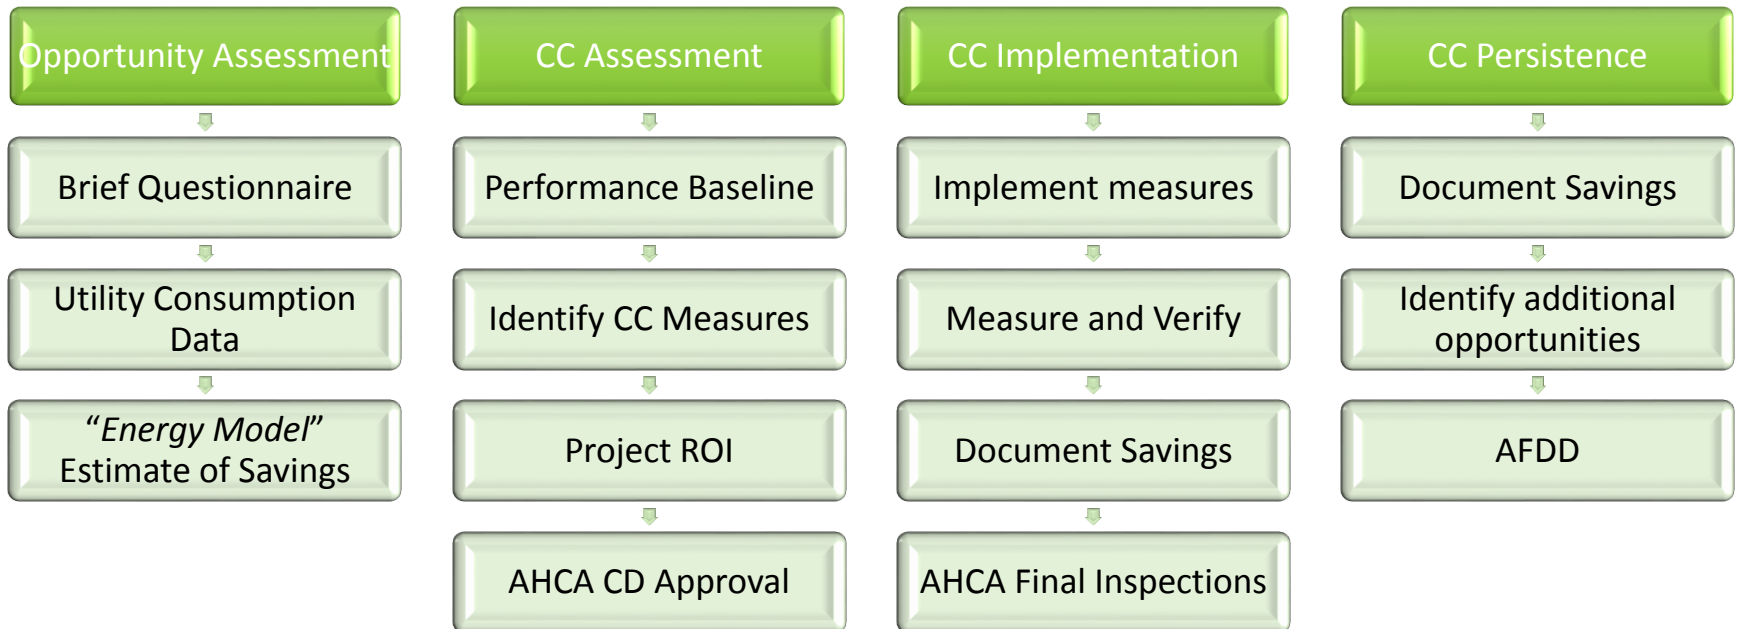 Opportunity Assessment
Brief Questionnaire
Utility Consumption
Data
“Energy Model”
Estimate of Savings
CC Assessment
Performance Baseline
Identify CC Measures
Project ROI
AHCA CD Approval
CC Implementation
Implement measures
Measure and Verify
Document Savings
AHCA Final Inspections
CC Persistence
Document Savings
Identify additional
opportunities
AFDD